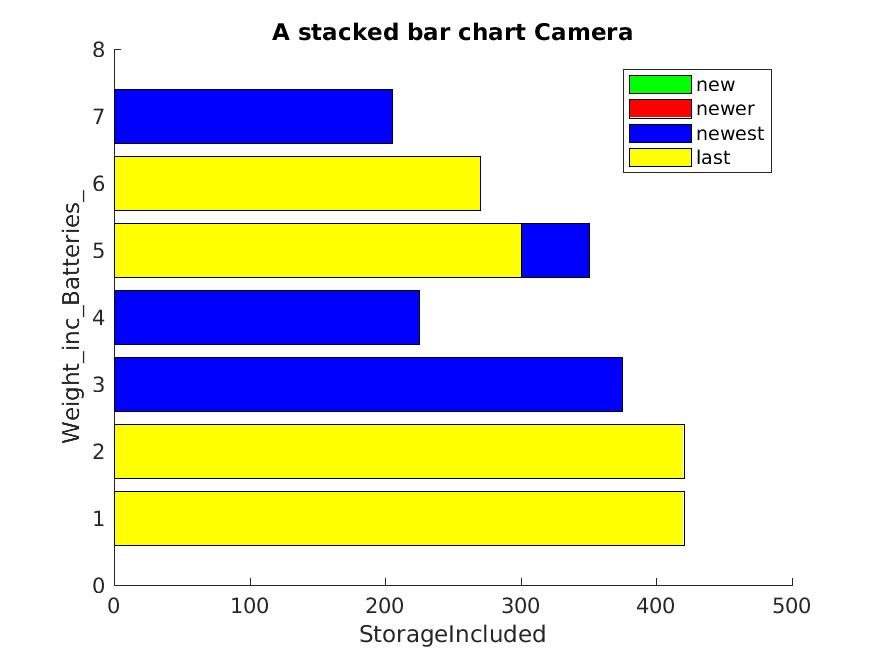 A stacked bar chart Camera
new
newer
newest
last
8
7
6
5
4
3
2
1
0
Weight_inc_Batteries_
0 100 200 300 400 500
StorageIncluded